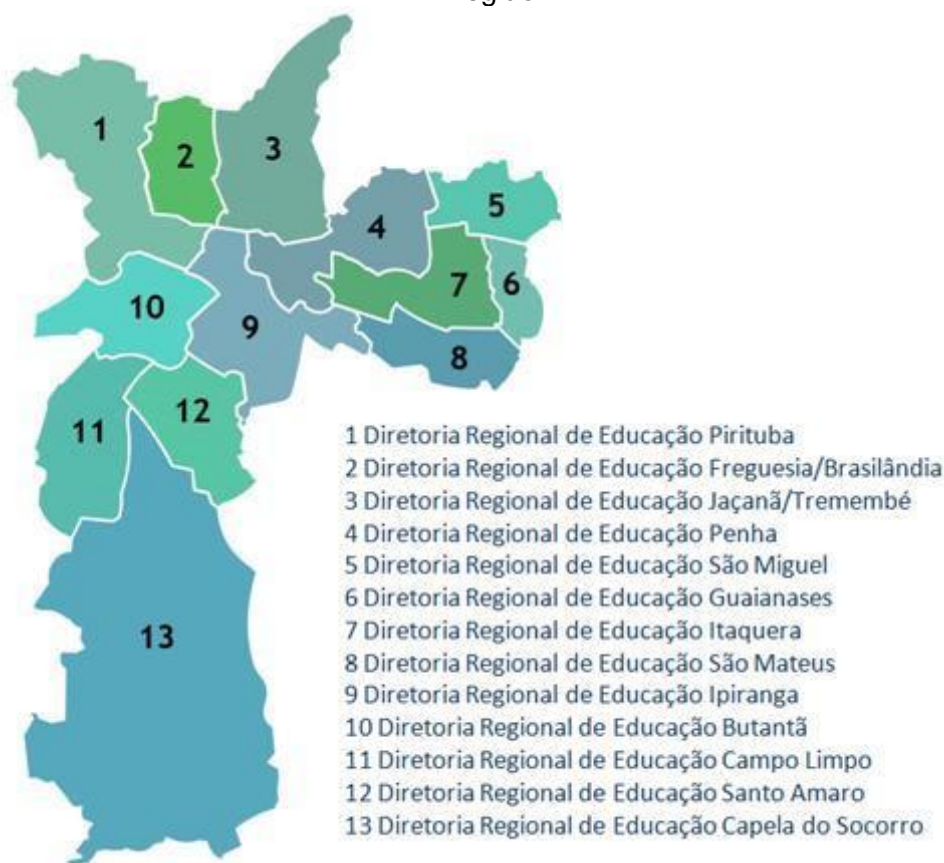 1
2
3
4
5
6
7
8
9
10
11
12
13
1 Diretoria Regional de Educação Pirituba
2 Diretoria Regional de Educação Freguesia/Brasilândia
3 Diretoria Regional de Educação Jaçanã/Tremembé
4 Diretoria Regional de Educação Penha
5 Diretoria Regional de Educação São Miguel
6 Diretoria Regional de Educação Guaianases
7 Diretoria Regional de Educação Itaquera
8 Diretoria Regional de Educação São Mateus
9 Diretoria Regional de Educação Ipiranga
10 Diretoria Regional de Educação Butantã
11 Diretoria Regional de Educação Campo Limpo
12 Diretoria Regional de Educação Santo Amaro
13 Diretoria Regional de Educação Capela do Socorro